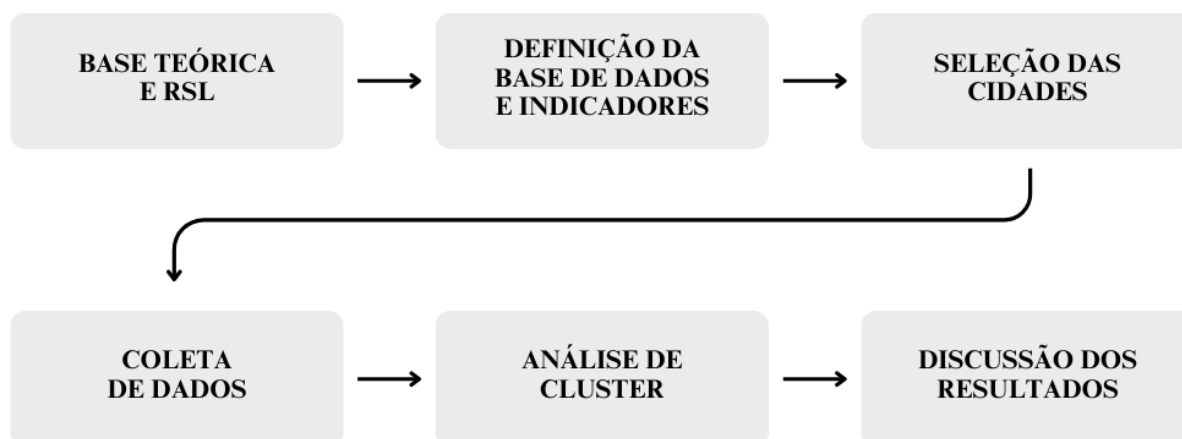 BASE TEÓRICA
E RSL
DEFINIÇÃO DA
BASE DE DADOS
E INDICADORES
SELEÇÃO DAS
CIDADES
COLETA
DE DADOS
ANÁLISE DE
CLUSTER
DISCUSSÃO DOS
RESULTADOS